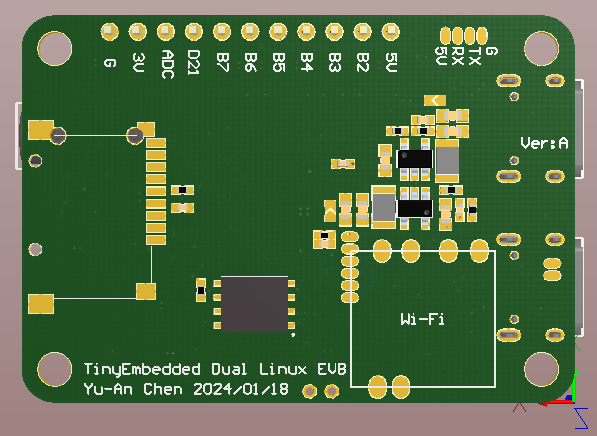 G 3V ADC D21 B7 B6 B5 B4 B3 B2 5V
5V RX TX G
Ver:A
Wi-Fi
TinyEmbedded Dual Linux EVB
Yu-An Chen 2024/01/18